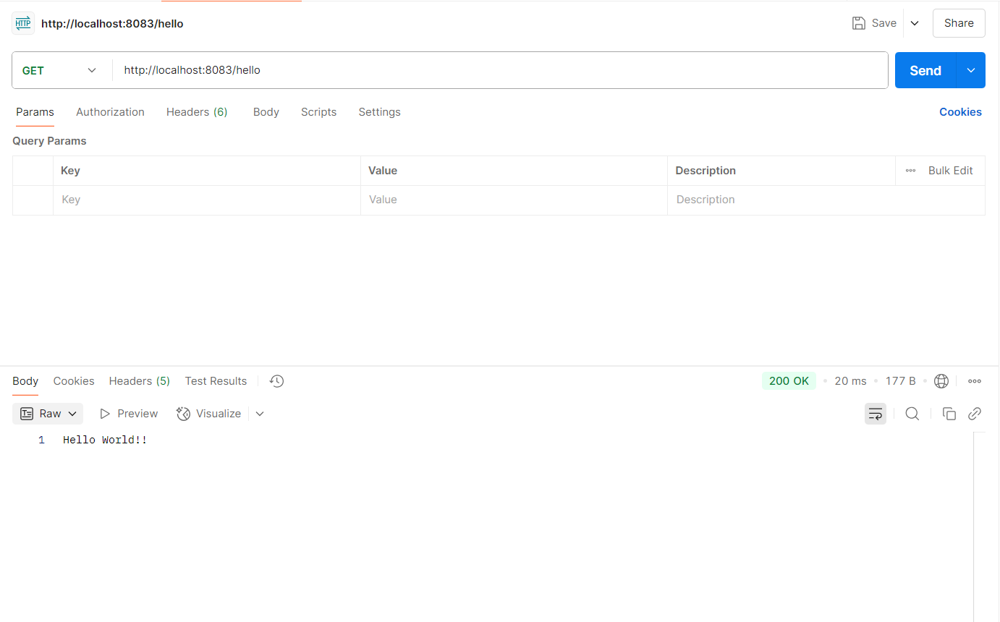 HTTP http://localhost:8083/hello Save Share
GET http://localhost:8083/hello Send
Params Authorization Headers (6) Body Scripts Settings Cookies
Query Params
Key Value Description Bulk Edit
Key Value Description
Body Cookies Headers (5) Test Results 200 OK 20 ms 177 B
Raw Preview Visualize
1 Hello World!!